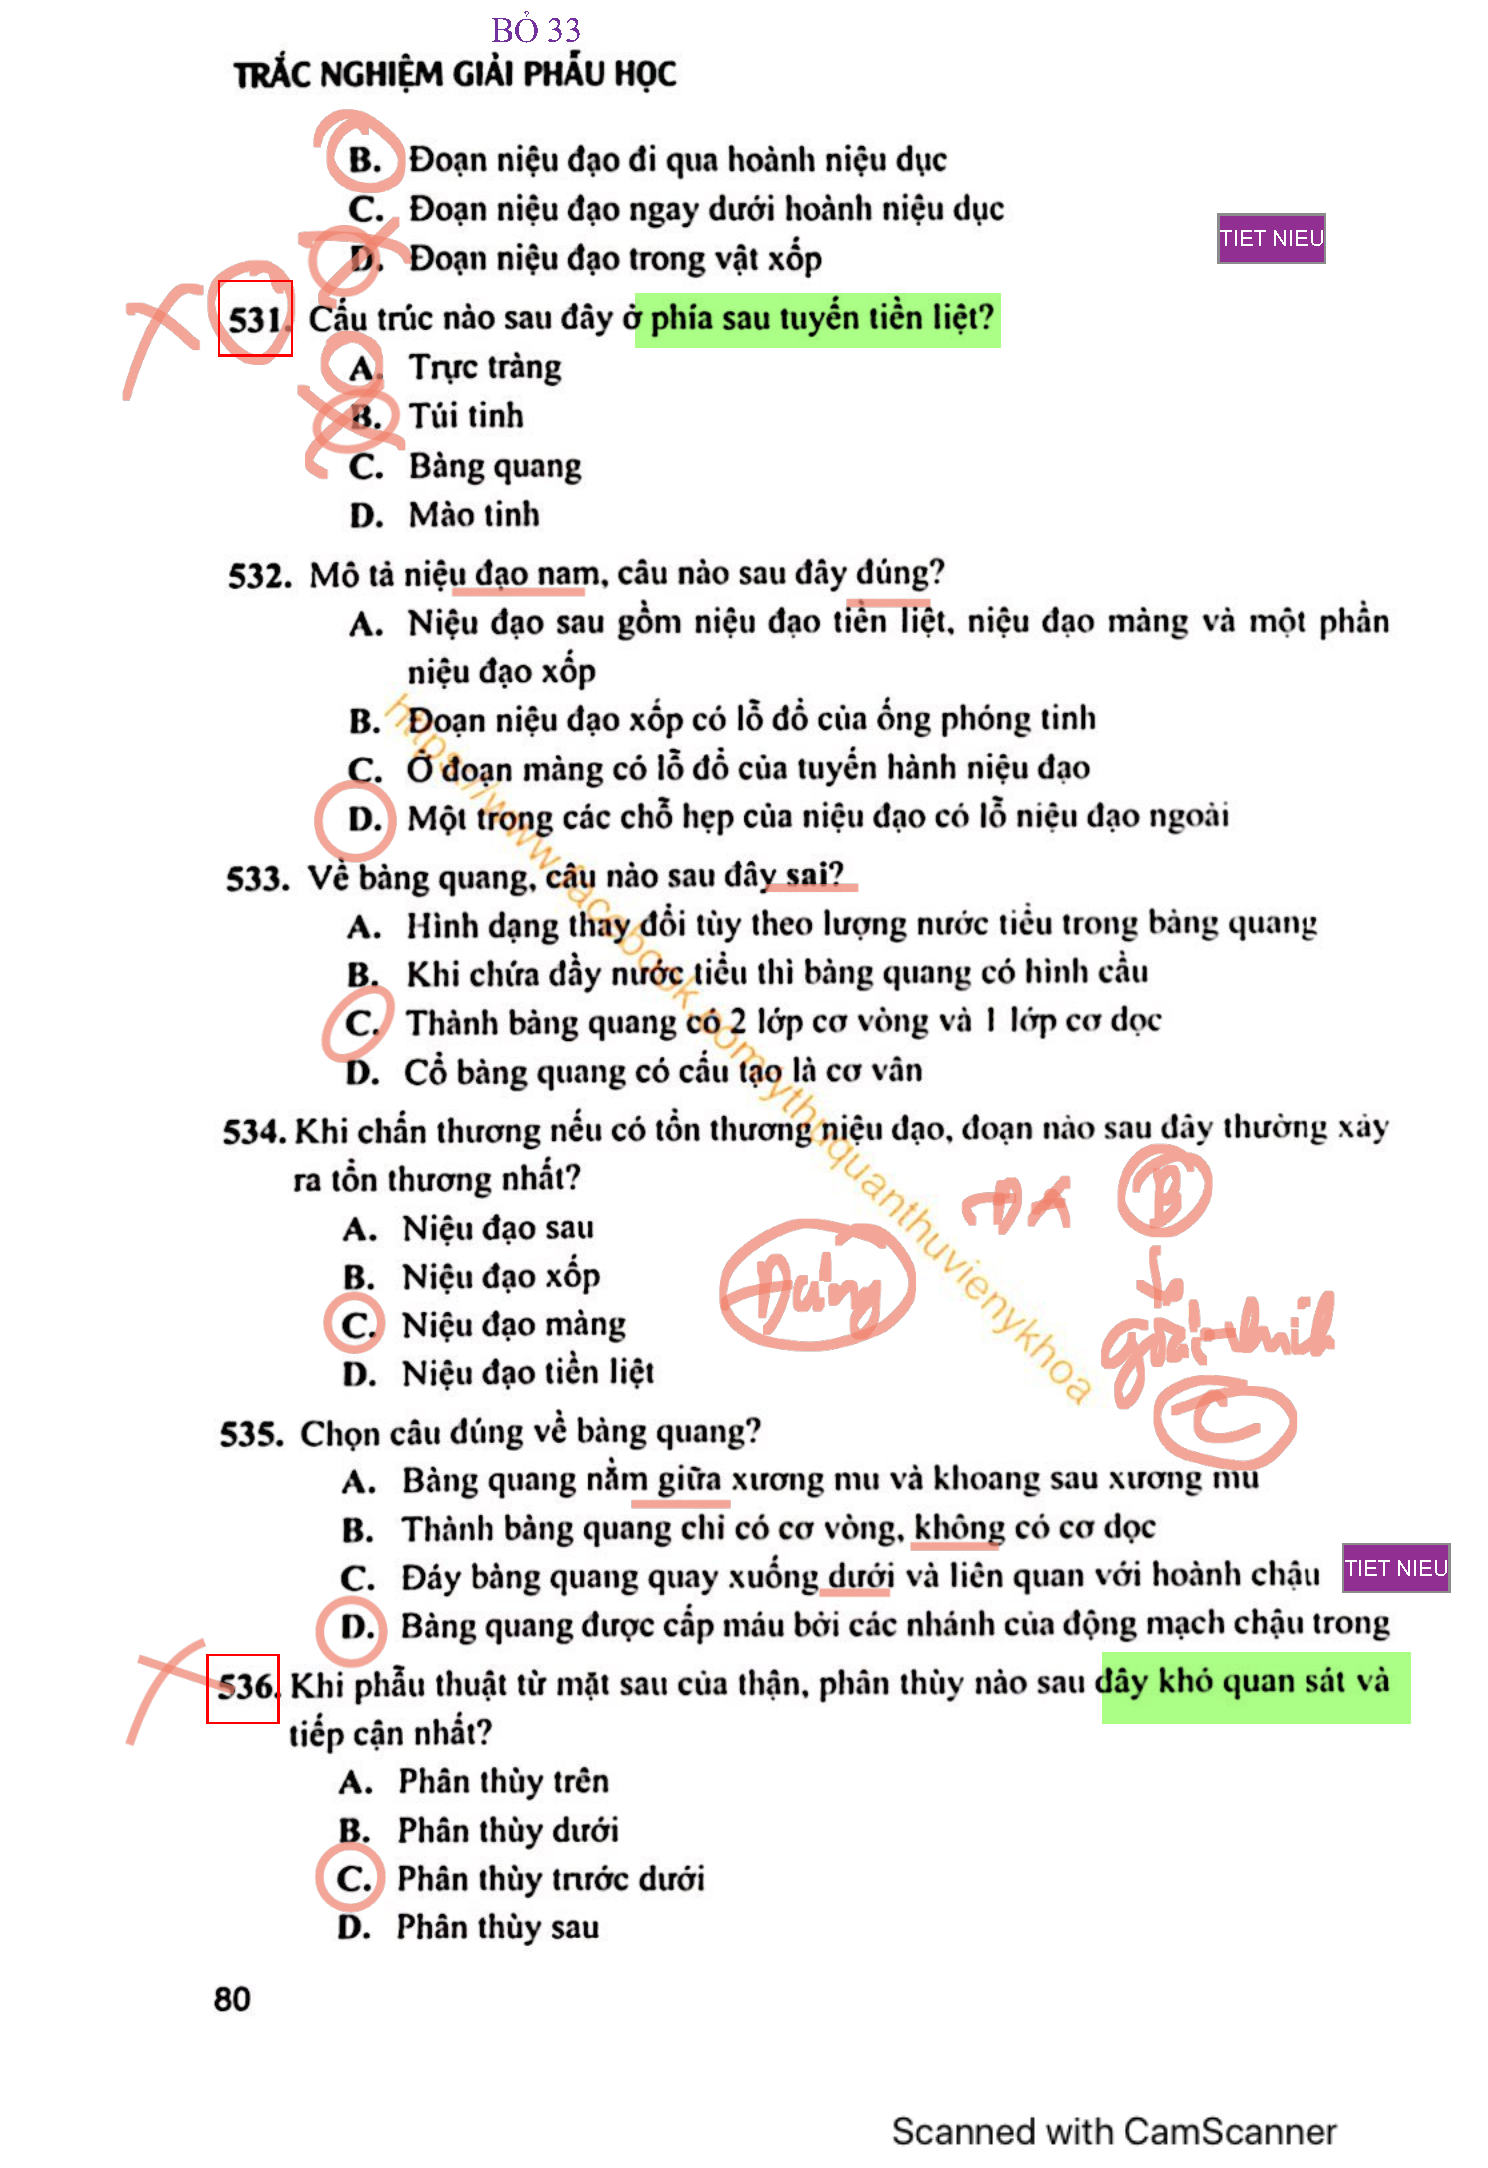 BỎ 33
TRẮC NGHIỆM GIẢI PHẪU HỌC
B. Đoạn niệu đạo đi qua hoành niệu dục
C. Đoạn niệu đạo ngay dưới hoành niệu dục
TIET NIEU
D. Đoạn niệu đạo trong vật xốp
531. Cấu trúc nào sau đây ở phía sau tuyến tiền liệt?
A. Trực tràng
B. Túi tinh
C. Bàng quang
D. Mào tinh
532. Mô tả niệu đạo nam, câu nào sau đây đúng?
A. Niệu đạo sau gồm niệu đạo tiền liệt, niệu đạo màng và một phần
niệu đạo xốp
B. Đoạn niệu đạo xốp có lỗ đổ của ống phóng tinh
C. Ở đoạn màng có lỗ đổ của tuyến hành niệu đạo
D. Một trong các chỗ hẹp của niệu đạo có lỗ niệu đạo ngoài
533. Về bàng quang, câu nào sau đây sai?
A. Hình dạng thay đổi tùy theo lượng nước tiểu trong bàng quang
B. Khi chứa đầy nước tiểu thì bàng quang có hình cầu
C. Thành bàng quang có 2 lớp cơ vòng và 1 lớp cơ dọc
D. Cổ bàng quang có cấu tạo là cơ vân
https://www.facebook.com/ythuquanthuvienykhoa
534. Khi chấn thương nếu có tổn thương niệu đạo, đoạn nào sau đây thường xảy
ra tổn thương nhất?
ĐA B
A. Niệu đạo sau
B. Niệu đạo xốp
Đúng
C. Niệu đạo màng
giải thích
D. Niệu đạo tiền liệt
C
535. Chọn câu đúng về bàng quang?
A. Bàng quang nằm giữa xương mu và khoang sau xương mu
B. Thành bàng quang chỉ có cơ vòng, không có cơ dọc
C. Đáy bàng quang quay xuống dưới và liên quan với hoành chậu
TIET NIEU
D. Bàng quang được cấp máu bởi các nhánh của động mạch chậu trong
536. Khi phẫu thuật từ mặt sau của thận, phân thùy nào sau đây khó quan sát và
tiếp cận nhất?
A. Phân thùy trên
B. Phân thùy dưới
C. Phân thùy trước dưới
D. Phân thùy sau
80
Scanned with CamScanner